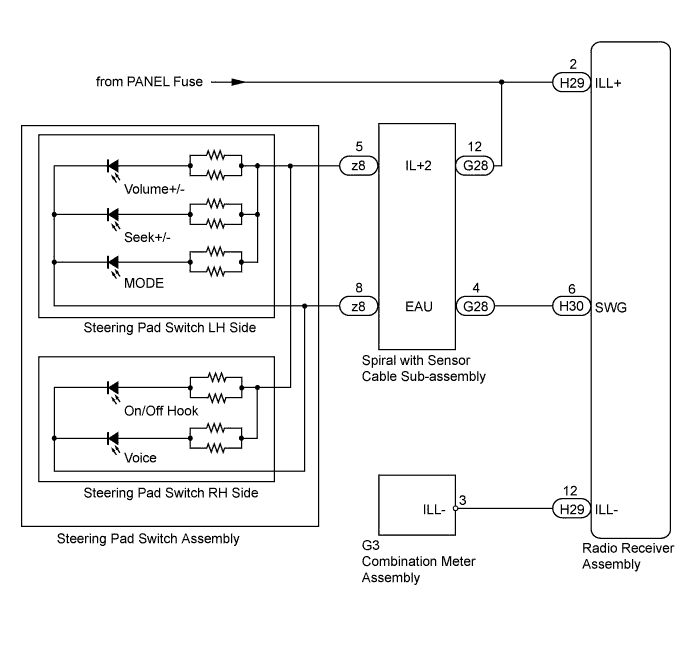 2
from PANEL Fuse
H29 ILL+
5
12
z8 IL+2 G28
Volume+/-
Seek+/-
MODE
8
4
6
z8 EAU G28 H30 SWG
Steering Pad Switch LH Side
Spiral with Sensor
Cable Sub-assembly
On/Off Hook
Voice
Steering Pad Switch RH Side
12
3
ILL- H29 ILL-
Steering Pad Switch Assembly
G3
Combination Meter
Assembly
Radio Receiver
Assembly